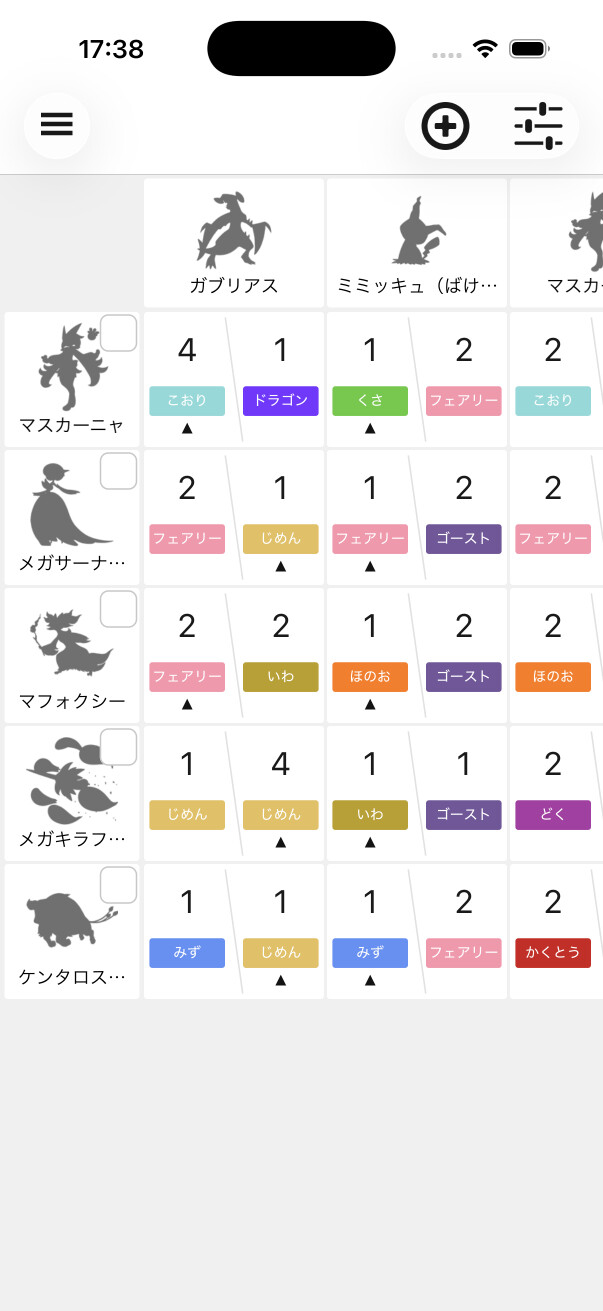 17:38
ガブリアス ミミッキュ（ばけ… マスカ
4 1 1 2 2
こおり ドラゴン くさ フェアリー こおり
▲ ▲
マスカーニャ
2 1 1 2 2
フェアリー じめん フェアリー ゴースト フェアリー
▲ ▲
メガサーナ…
2 2 1 2 2
フェアリー いわ ほのお ゴースト ほのお
▲ ▲
マフォクシー
1 4 1 1 2
じめん じめん いわ ゴースト どく
▲ ▲
メガキラフ…
1 1 1 2 2
みず じめん みず フェアリー かくとう
▲ ▲
ケンタロス…